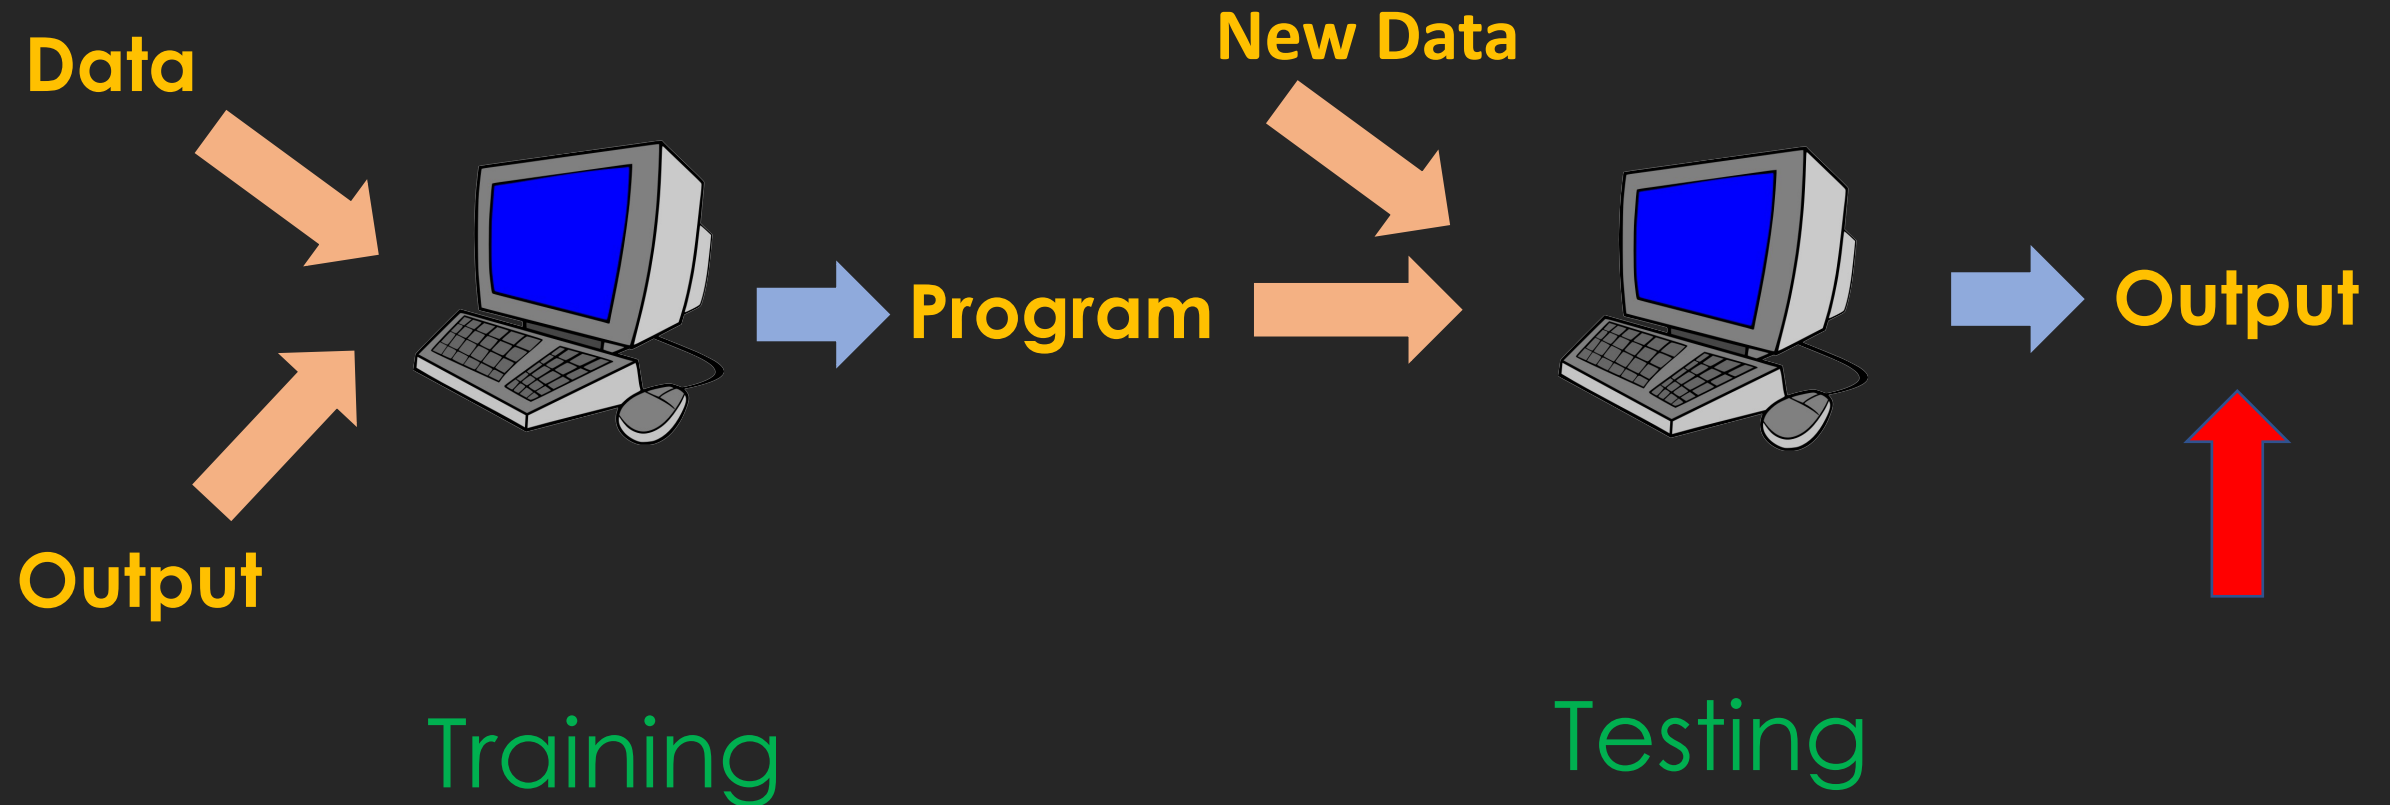 Data
New Data
Program
Output
Output
Training
Testing